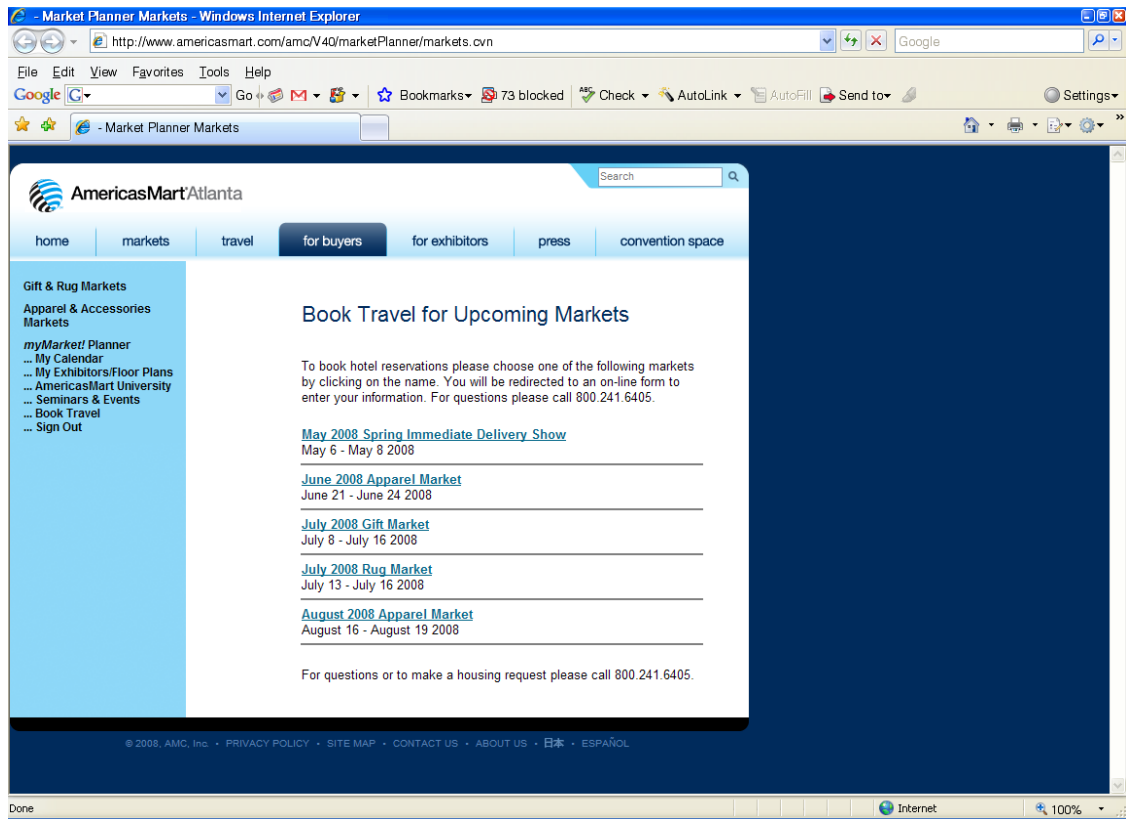 - Market Planner Markets - Windows Internet Explorer
http://www.americasmart.com/amc/V40/marketPlanner/markets.cvn
Google
File Edit View Favorites Tools Help
Google G Go 73 blocked ABC Check AutoLink AutoFill Send to Settings
Bookmarks
- Market Planner Markets
AmericasMart Atlanta
Search
home markets travel for buyers for exhibitors press convention space
Gift & Rug Markets
Apparel & Accessories
Markets
myMarket! Planner
... My Calendar
... My Exhibitors/Floor Plans
... AmericasMart University
... Seminars & Events
... Book Travel
... Sign Out
Book Travel for Upcoming Markets
To book hotel reservations please choose one of the following markets
by clicking on the name. You will be redirected to an on-line form to
enter your information. For questions please call 800.241.6405.
May 2008 Spring Immediate Delivery Show
May 6 - May 8 2008
June 2008 Apparel Market
June 21 - June 24 2008
July 2008 Gift Market
July 8 - July 16 2008
July 2008 Rug Market
July 13 - July 16 2008
August 2008 Apparel Market
August 16 - August 19 2008
For questions or to make a housing request please call 800.241.6405.
© 2008, AMC, Inc. • PRIVACY POLICY • SITE MAP • CONTACT US • ABOUT US • 日本 • ESPAÑOL
Done Internet 100%